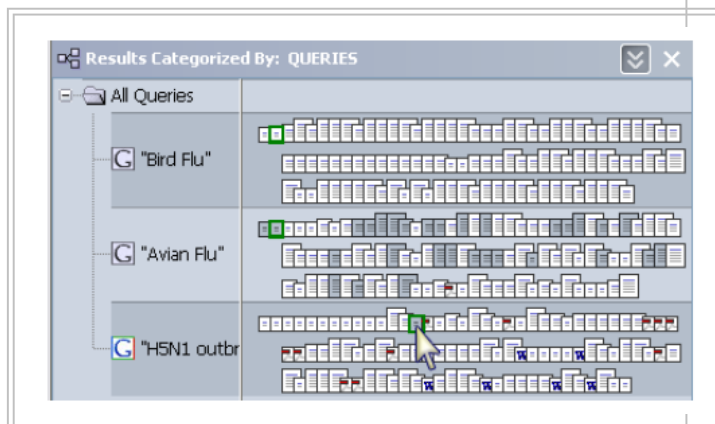 Results Categorized By: QUERIES
All Queries
G "Bird Flu"
G "Avian Flu"
G "H5N1 outbr